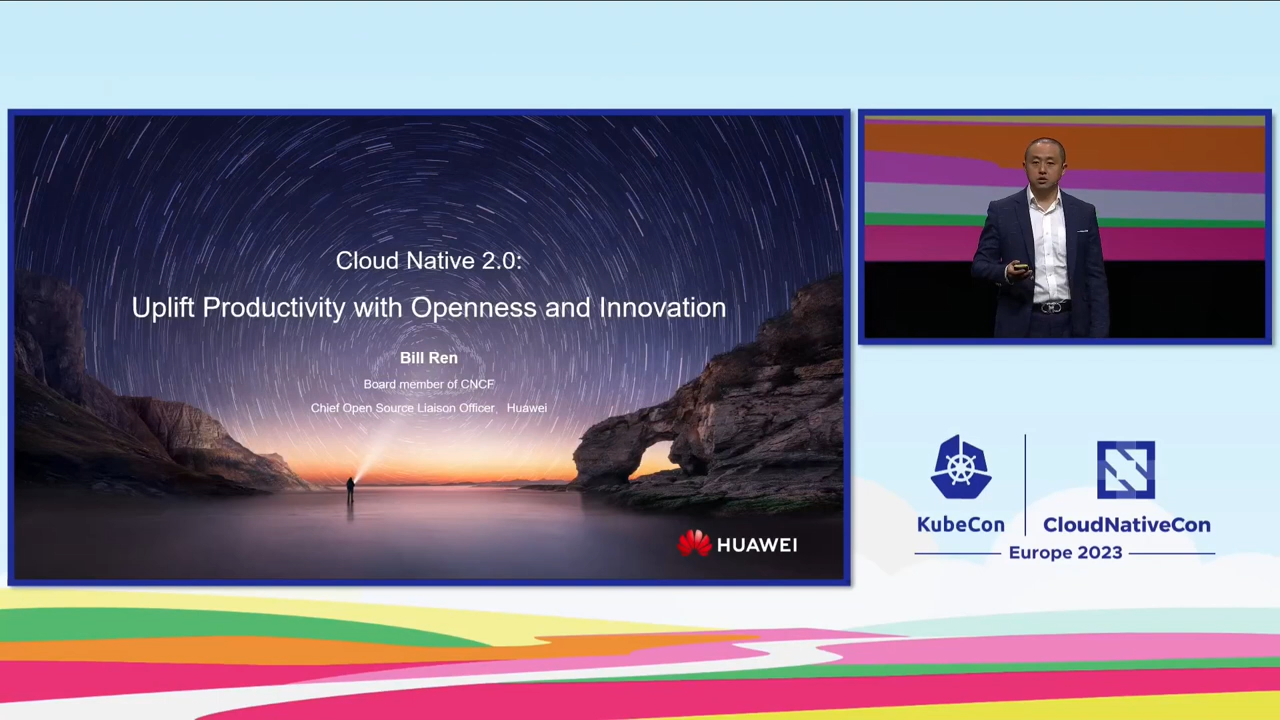 Cloud Native 2.0:
Uplift Productivity with Openness and Innovation
Bill Ren
Board member of CNCF
Chief Open Source Liaison Officer, Huawei
HUAWEI
KubeCon
CloudNativeCon
Europe 2023